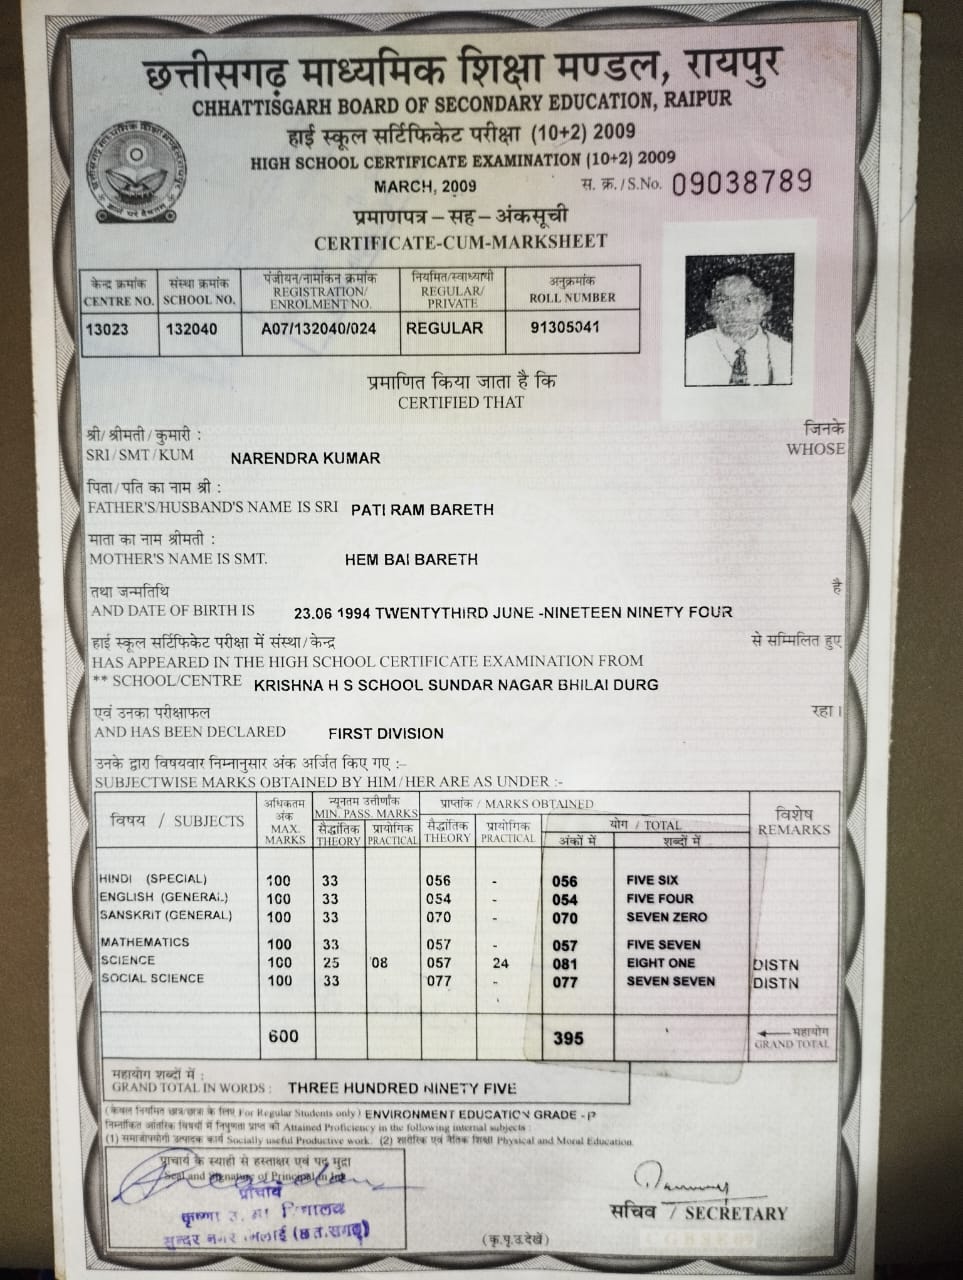 छत्तीसगढ़ माध्यमिक शिक्षा मण्डल, रायपुर
CHHATTISGARH BOARD OF SECONDARY EDUCATION, RAIPUR
हाई स्कूल सर्टिफिकेट परीक्षा (10+2) 2009
HIGH SCHOOL CERTIFICATE EXAMINATION (10+2) 2009
MARCH, 2009 स. क्र. / S.No. 09038789
प्रमाणपत्र – सह – अंकसूची
CERTIFICATE-CUM-MARKSHEET
केन्द्र क्रमांक संस्था क्रमांक पंजीयन/नामांकन क्रमांक नियमित/स्वाध्यायी अनुक्रमांक
CENTRE NO. SCHOOL NO. REGISTRATION/ ENROLMENT NO. REGULAR/ PRIVATE ROLL NUMBER
13023 132040 A07/132040/024 REGULAR 91305041
प्रमाणित किया जाता है कि
CERTIFIED THAT
श्री/ श्रीमती / कुमारी : जिनके
SRI / SMT / KUM NARENDRA KUMAR WHOSE
पिता/पति का नाम श्री :
FATHER'S/HUSBAND'S NAME IS SRI PATI RAM BARETH
माता का नाम श्रीमती :
MOTHER'S NAME IS SMT. HEM BAI BARETH
तथा जन्मतिथि है
AND DATE OF BIRTH IS 23.06 1994 TWENTYTHIRD JUNE -NINETEEN NINETY FOUR
हाई स्कूल सर्टिफिकेट परीक्षा में संस्था/केन्द्र से सम्मिलित हुए
HAS APPEARED IN THE HIGH SCHOOL CERTIFICATE EXAMINATION FROM
** SCHOOL/CENTRE KRISHNA H S SCHOOL SUNDAR NAGAR BHILAI DURG
एवं उनका परीक्षाफल रहा।
AND HAS BEEN DECLARED FIRST DIVISION
उनके द्वारा विषयवार निम्नानुसार अंक अर्जित किए गए :–
SUBJECTWISE MARKS OBTAINED BY HIM/HER ARE AS UNDER :-
विषय / SUBJECTS अधिकतम अंक MAX. MARKS न्यूनतम उत्तीर्णांक MIN. PASS. MARKS प्राप्तांक / MARKS OBTAINED विशेष REMARKS
सैद्धांतिक THEORY प्रायोगिक PRACTICAL सैद्धांतिक THEORY प्रायोगिक PRACTICAL योग / TOTAL
अंकों में शब्दों में
HINDI (SPECIAL) 100 33 056 - 056 FIVE SIX
ENGLISH (GENERAL) 100 33 054 - 054 FIVE FOUR
SANSKRIT (GENERAL) 100 33 070 - 070 SEVEN ZERO
MATHEMATICS 100 33 057 - 057 FIVE SEVEN
SCIENCE 100 25 08 057 24 081 EIGHT ONE DISTN
SOCIAL SCIENCE 100 33 077 - 077 SEVEN SEVEN DISTN
600 395 महायोग GRAND TOTAL
महायोग शब्दों में :
GRAND TOTAL IN WORDS : THREE HUNDRED NINETY FIVE
(केवल नियमित छात्र/छात्रा के लिए For Regular Students only) ENVIRONMENT EDUCATION GRADE - P
निम्नांकित आंतरिक विषयों में निपुणता प्राप्त की Attained Proficiency in the following internal subjects :
(1) समाजोपयोगी उत्पादक कार्य Socially useful Productive work. (2) शारीरिक एवं नैतिक शिक्षा Physical and Moral Education
प्राचार्य के स्याही से हस्ताक्षर एवं पद मुद्रा
Seal and Signature of Principal in Ink
प्राचार्य
कृष्णा उ. मा. विद्यालय
सुन्दर नगर भिलाई (छत्तीसगढ़)
सचिव / SECRETARY
(कृ.पृ.उ.देखें)